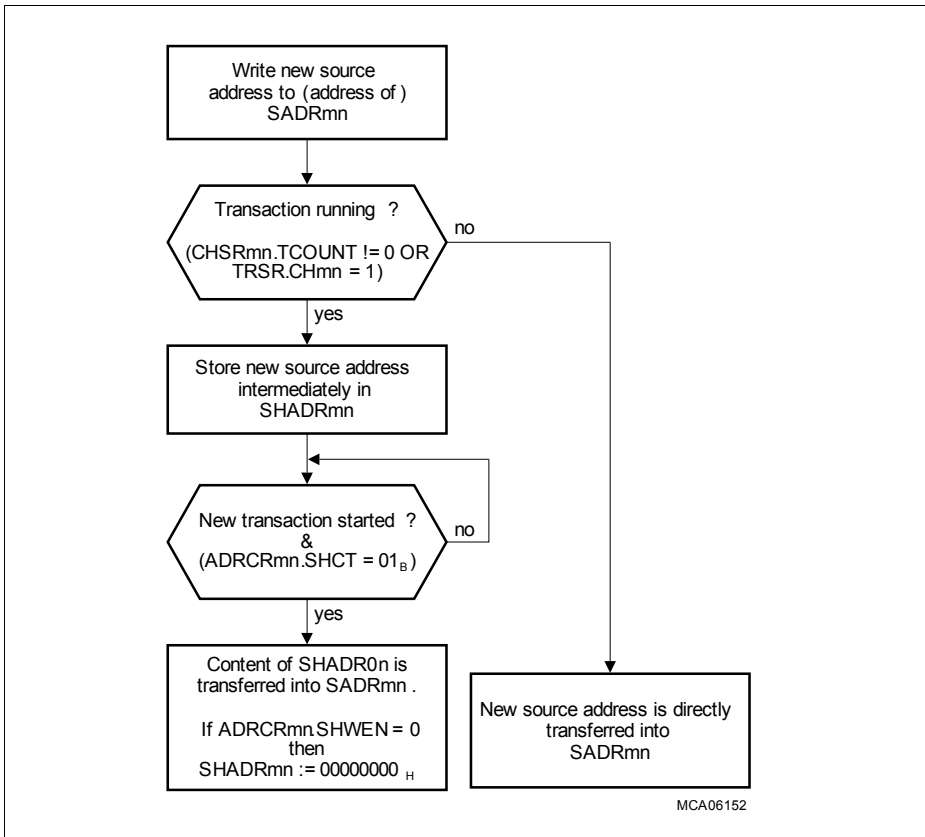 Write new source
address to (address of )
SADRmn
Transaction running ?
(CHSRmn.TCOUNT != 0 OR
TRSR.CHmn = 1)
no
yes
Store new source address
intermediately in
SHADRmn
New transaction started ?
&
(ADRCRmn.SHCT = 01B)
no
yes
Content of SHADR0n is
transferred into SADRmn .
If ADRCRmn.SHWEN = 0
then
SHADRmn := 00000000 H
New source address is directly
transferred into
SADRmn
MCA06152